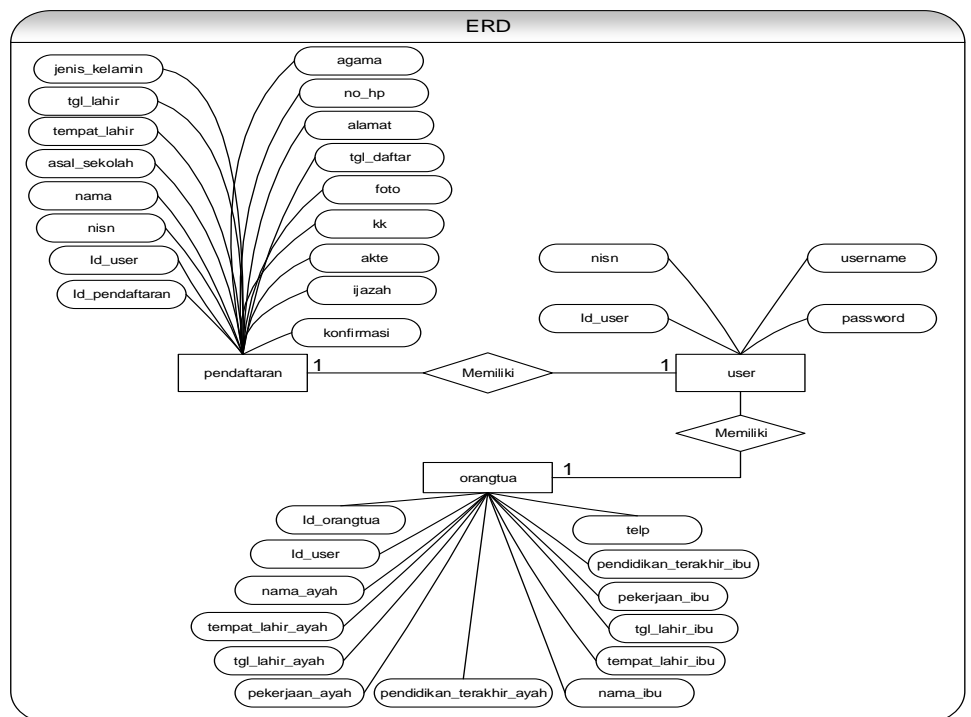 ERD
jenis_kelamin
tgl_lahir
tempat_lahir
asal_sekolah
nama
nisn
Id_user
Id_pendaftaran
agama
no_hp
alamat
tgl_daftar
foto
kk
akte
ijazah
konfirmasi
nisn
Id_user
username
password
pendaftaran
1
Memiliki
1
user
Memiliki
1
orangtua
Id_orangtua
Id_user
nama_ayah
tempat_lahir_ayah
tgl_lahir_ayah
pekerjaan_ayah
pendidikan_terakhir_ayah
telp
pendidikan_terakhir_ibu
pekerjaan_ibu
tgl_lahir_ibu
tempat_lahir_ibu
nama_ibu